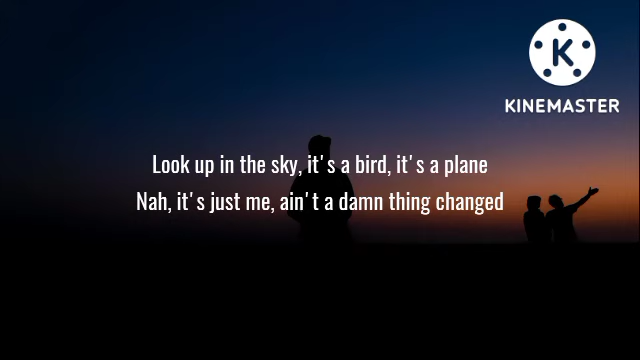 K
KINEMASTER
Look up in the sky, it's a bird, it's a plane
Nah, it's just me, ain't a damn thing changed